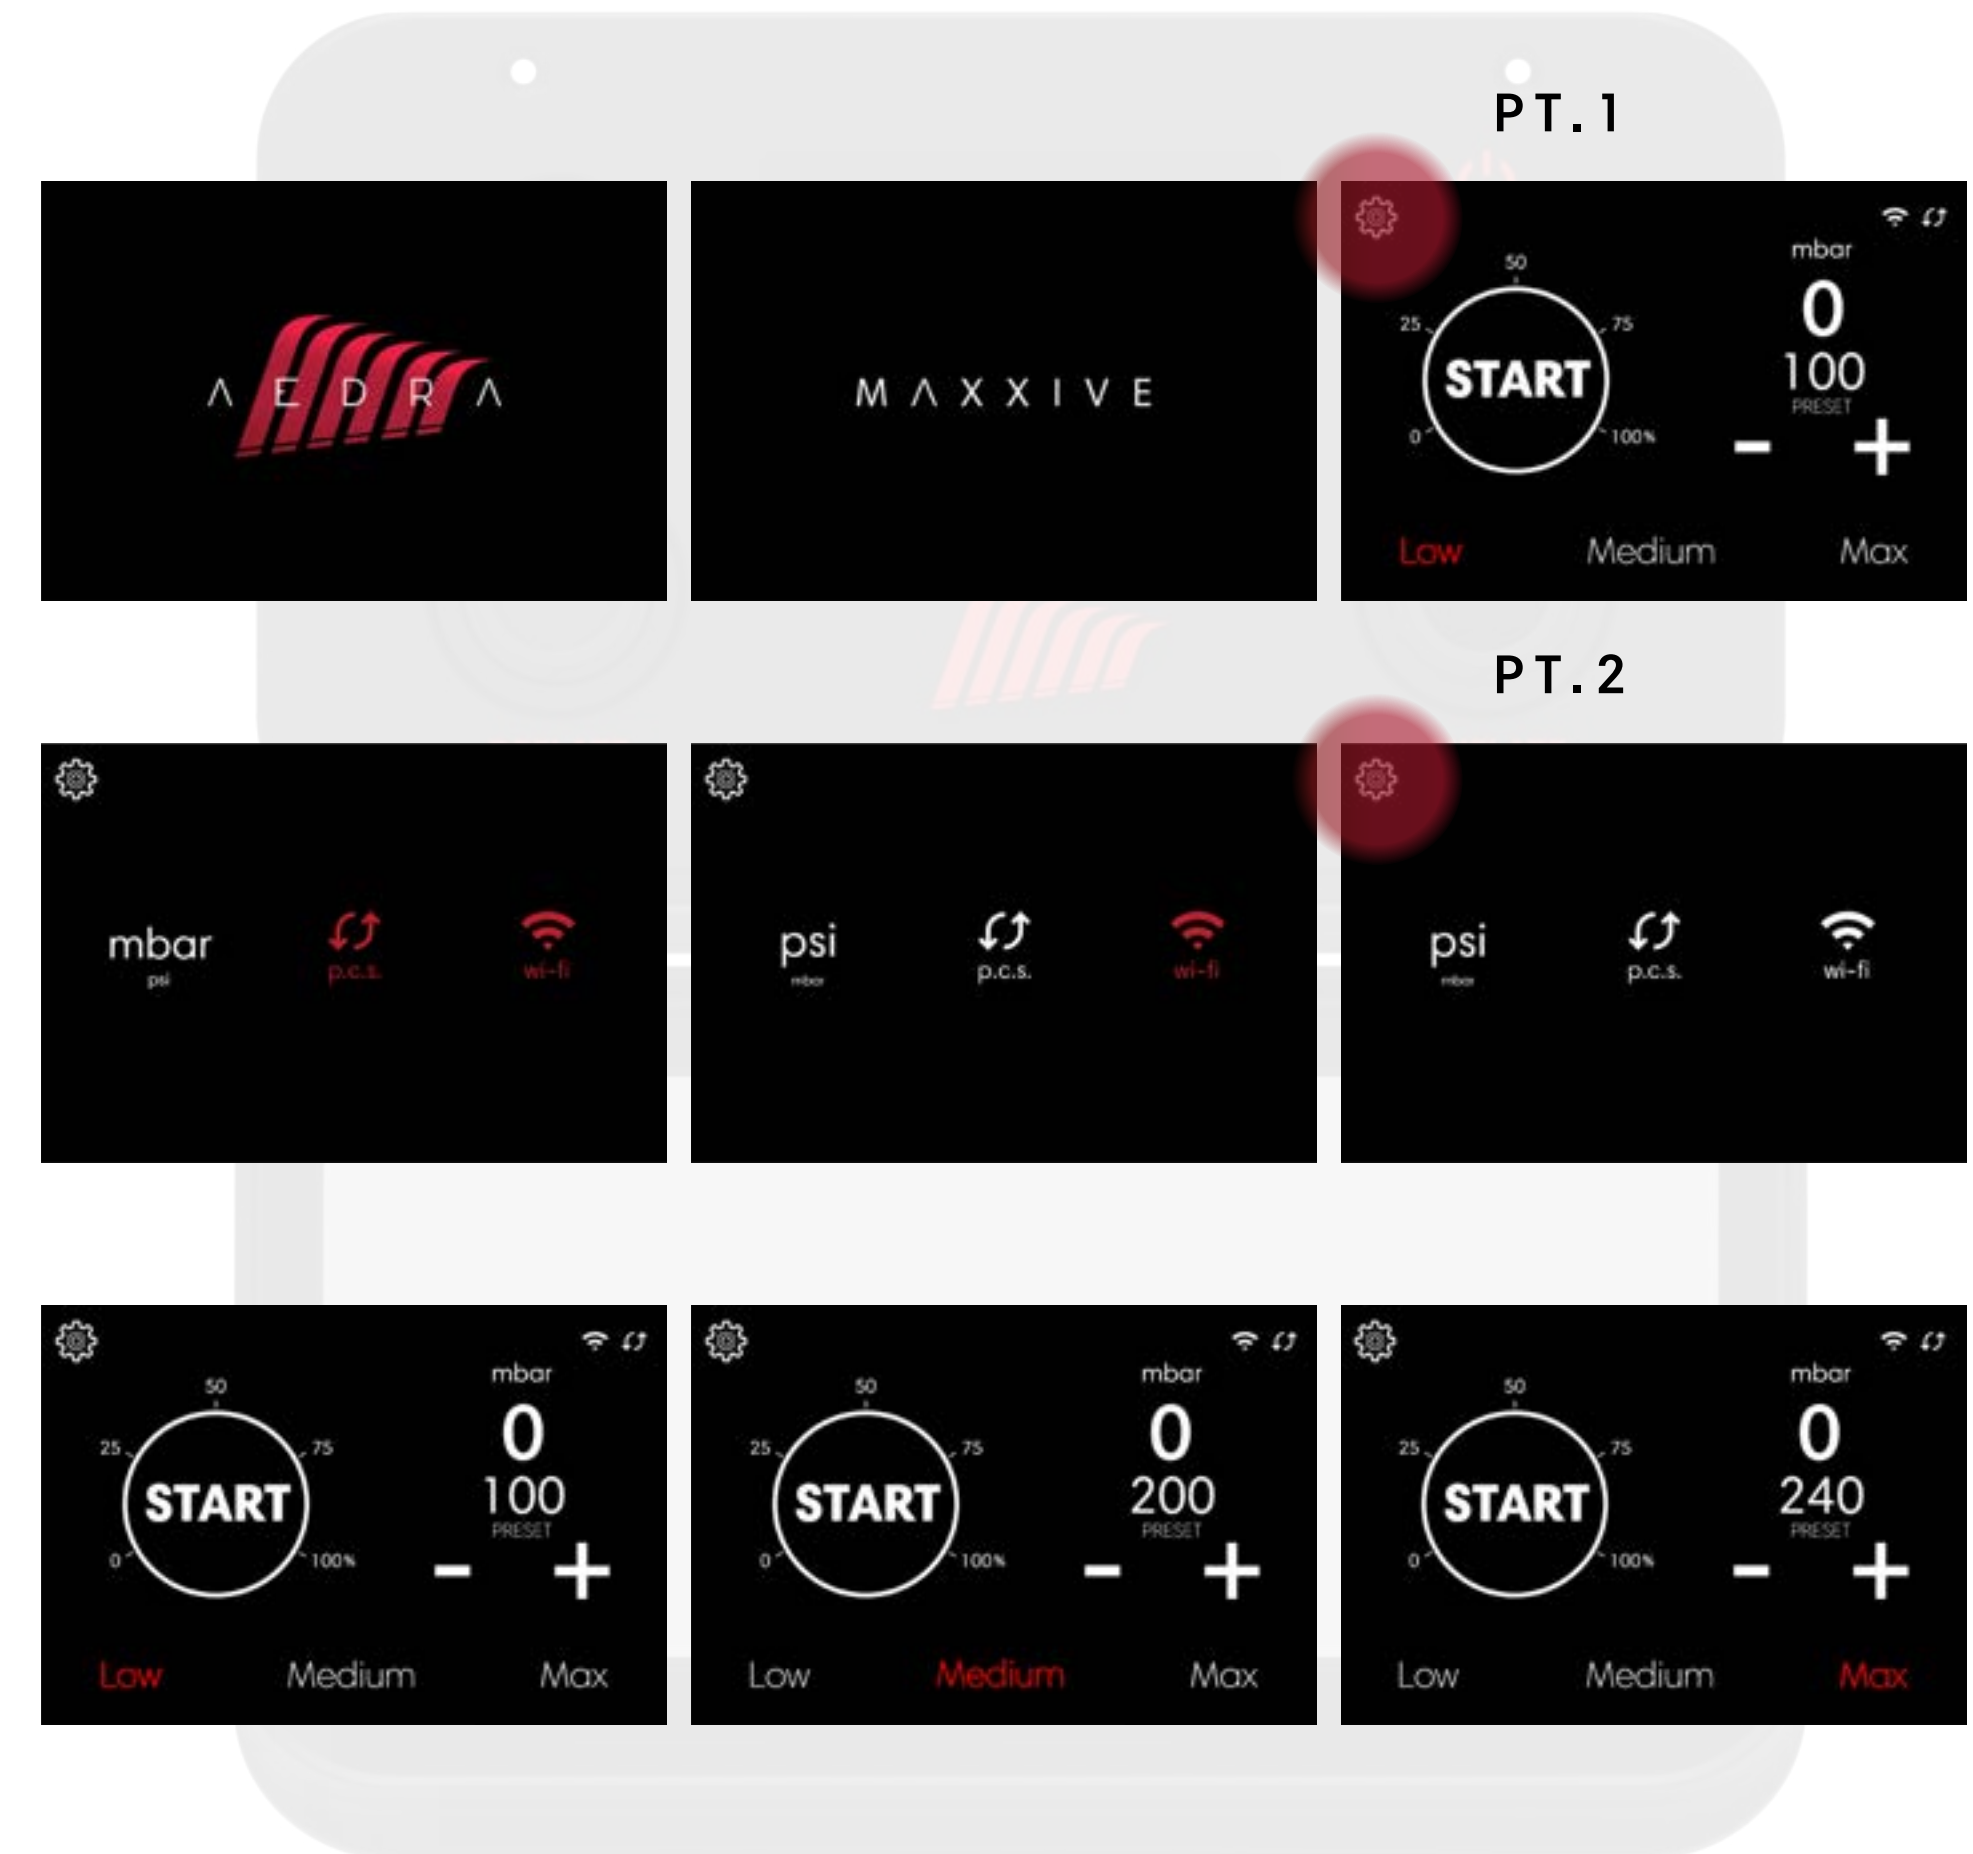 PT.1
AEDRA
MAXXIVE
mbar
50
0
25
75
START
100
PRESET
0
100%
- +
Low Medium Max
PT.2
mbar
psi
p.c.s.
wi-fi
psi
mbar
p.c.s.
wi-fi
psi
mbar
p.c.s.
wi-fi
mbar
50
0
25
75
START
100
PRESET
0
100%
- +
Low Medium Max
mbar
50
0
25
75
START
200
PRESET
0
100%
- +
Low Medium Max
mbar
50
0
25
75
START
240
PRESET
0
100%
- +
Low Medium Max